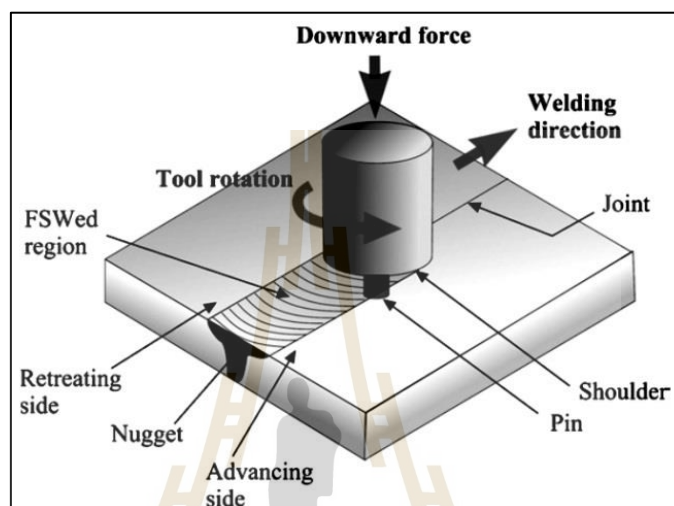 Downward force
Welding
direction
Tool rotation
Joint
FSWed
region
Retreating
side
Shoulder
Nugget
Pin
Advancing
side